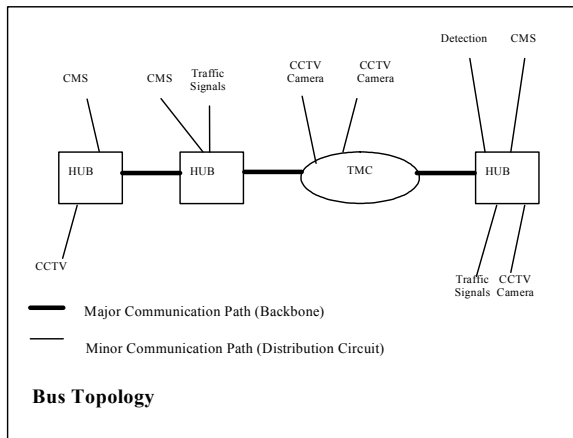 Detection
CMS
CCTV
Camera
CCTV
Camera
CMS
CMS
Traffic
Signals
HUB
HUB
TMC
HUB
CCTV
Traffic
Signals
CCTV
Camera
Major Communication Path (Backbone)
Minor Communication Path (Distribution Circuit)
Bus Topology